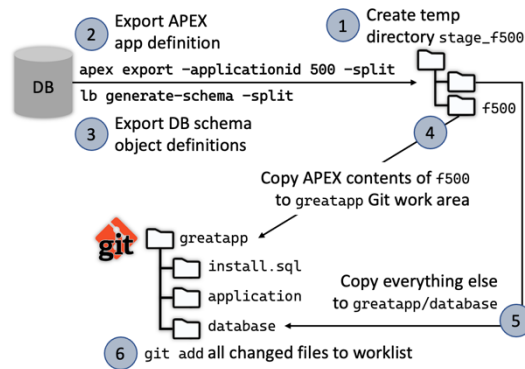 2 Export APEX
app definition
1 Create temp
directory stage_f500
DB
apex export -applicationid 500 -split
lb generate-schema -split
3 Export DB schema
object definitions
f500
4
Copy APEX contents of f500
to greatapp Git work area
git
greatapp
install.sql
application
database
Copy everything else
to greatapp/database
5
6 git add all changed files to worklist